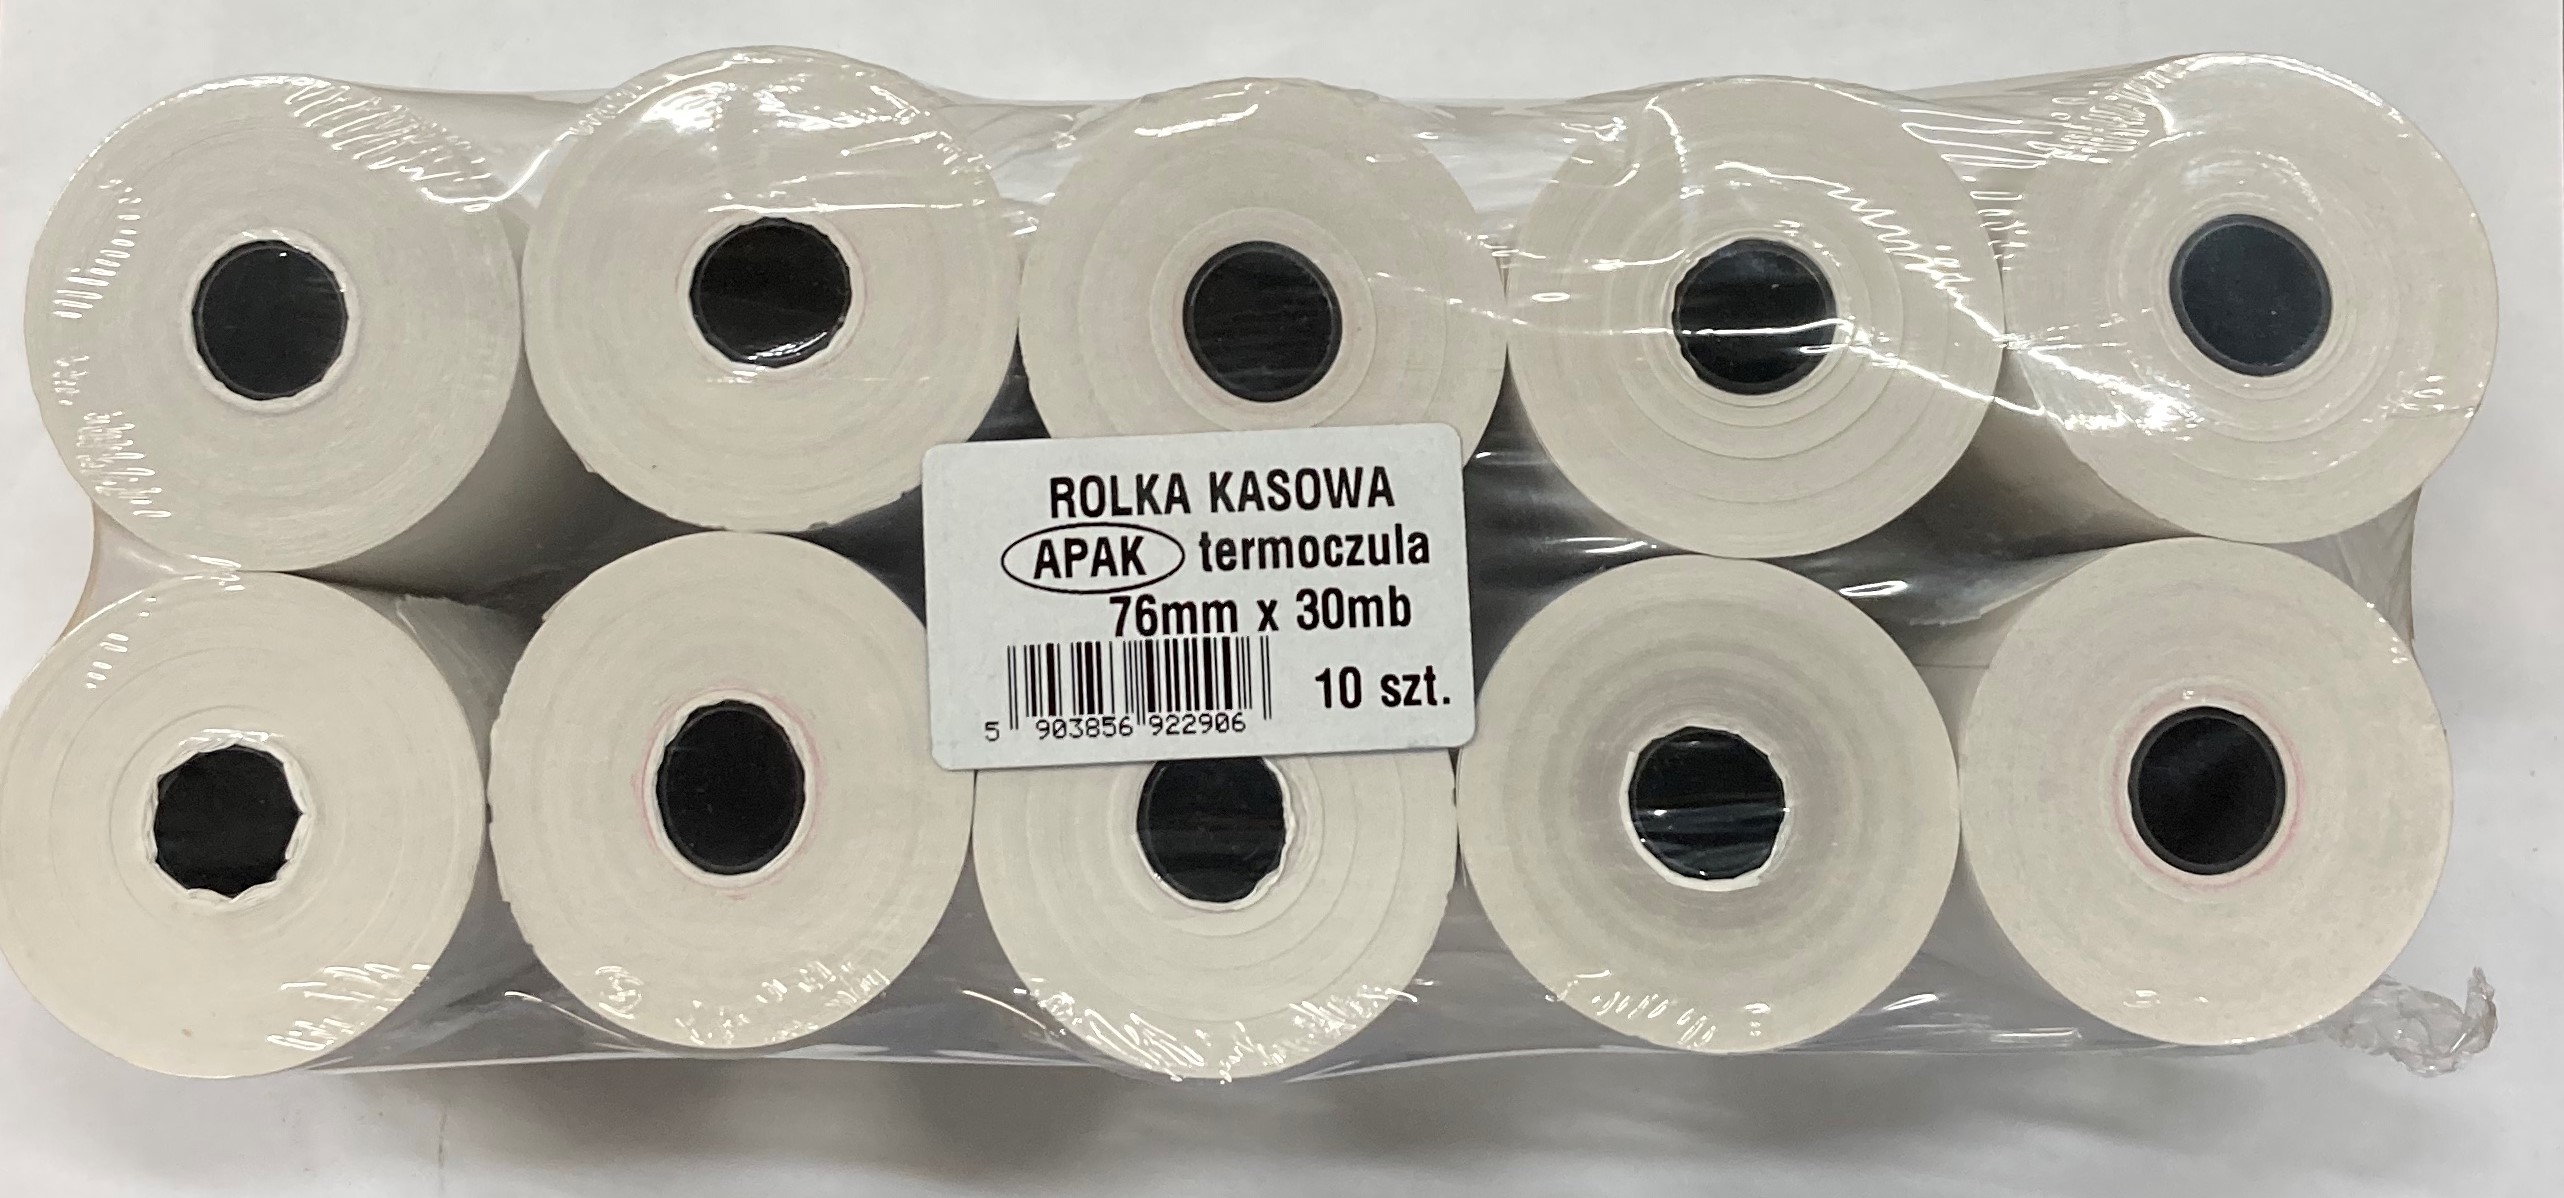 ROLKA KASOWA
APAK termoczula
76mm x 30mb
10 szt.
5 903856 922906